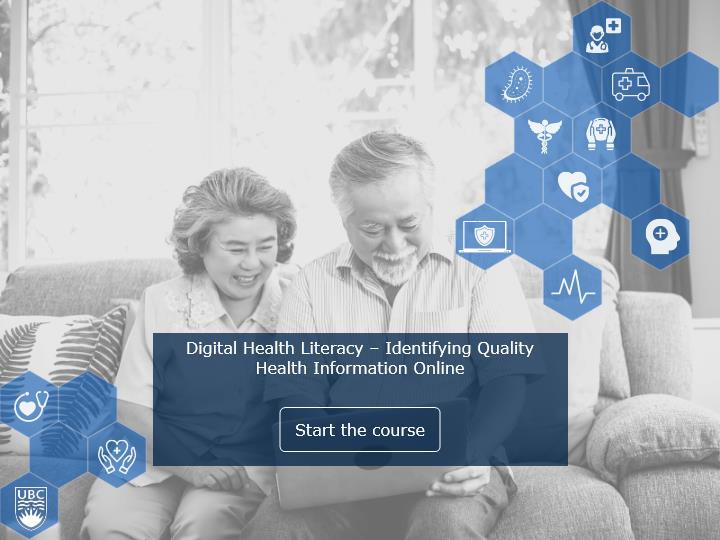 Digital Health Literacy – Identifying Quality
Health Information Online
Start the course
UBC